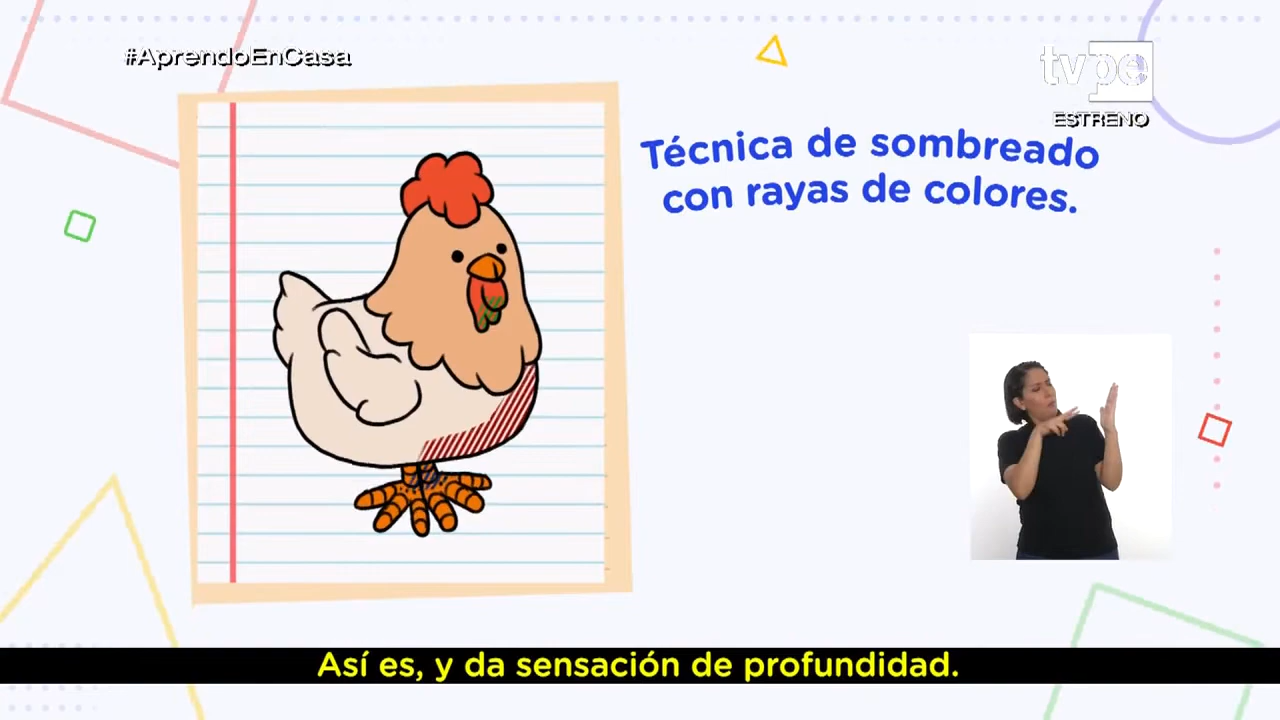 #AprendoEnCasa
tvpe
ESTRENO
Técnica de sombreado
con rayas de colores.
Así es, y da sensación de profundidad.